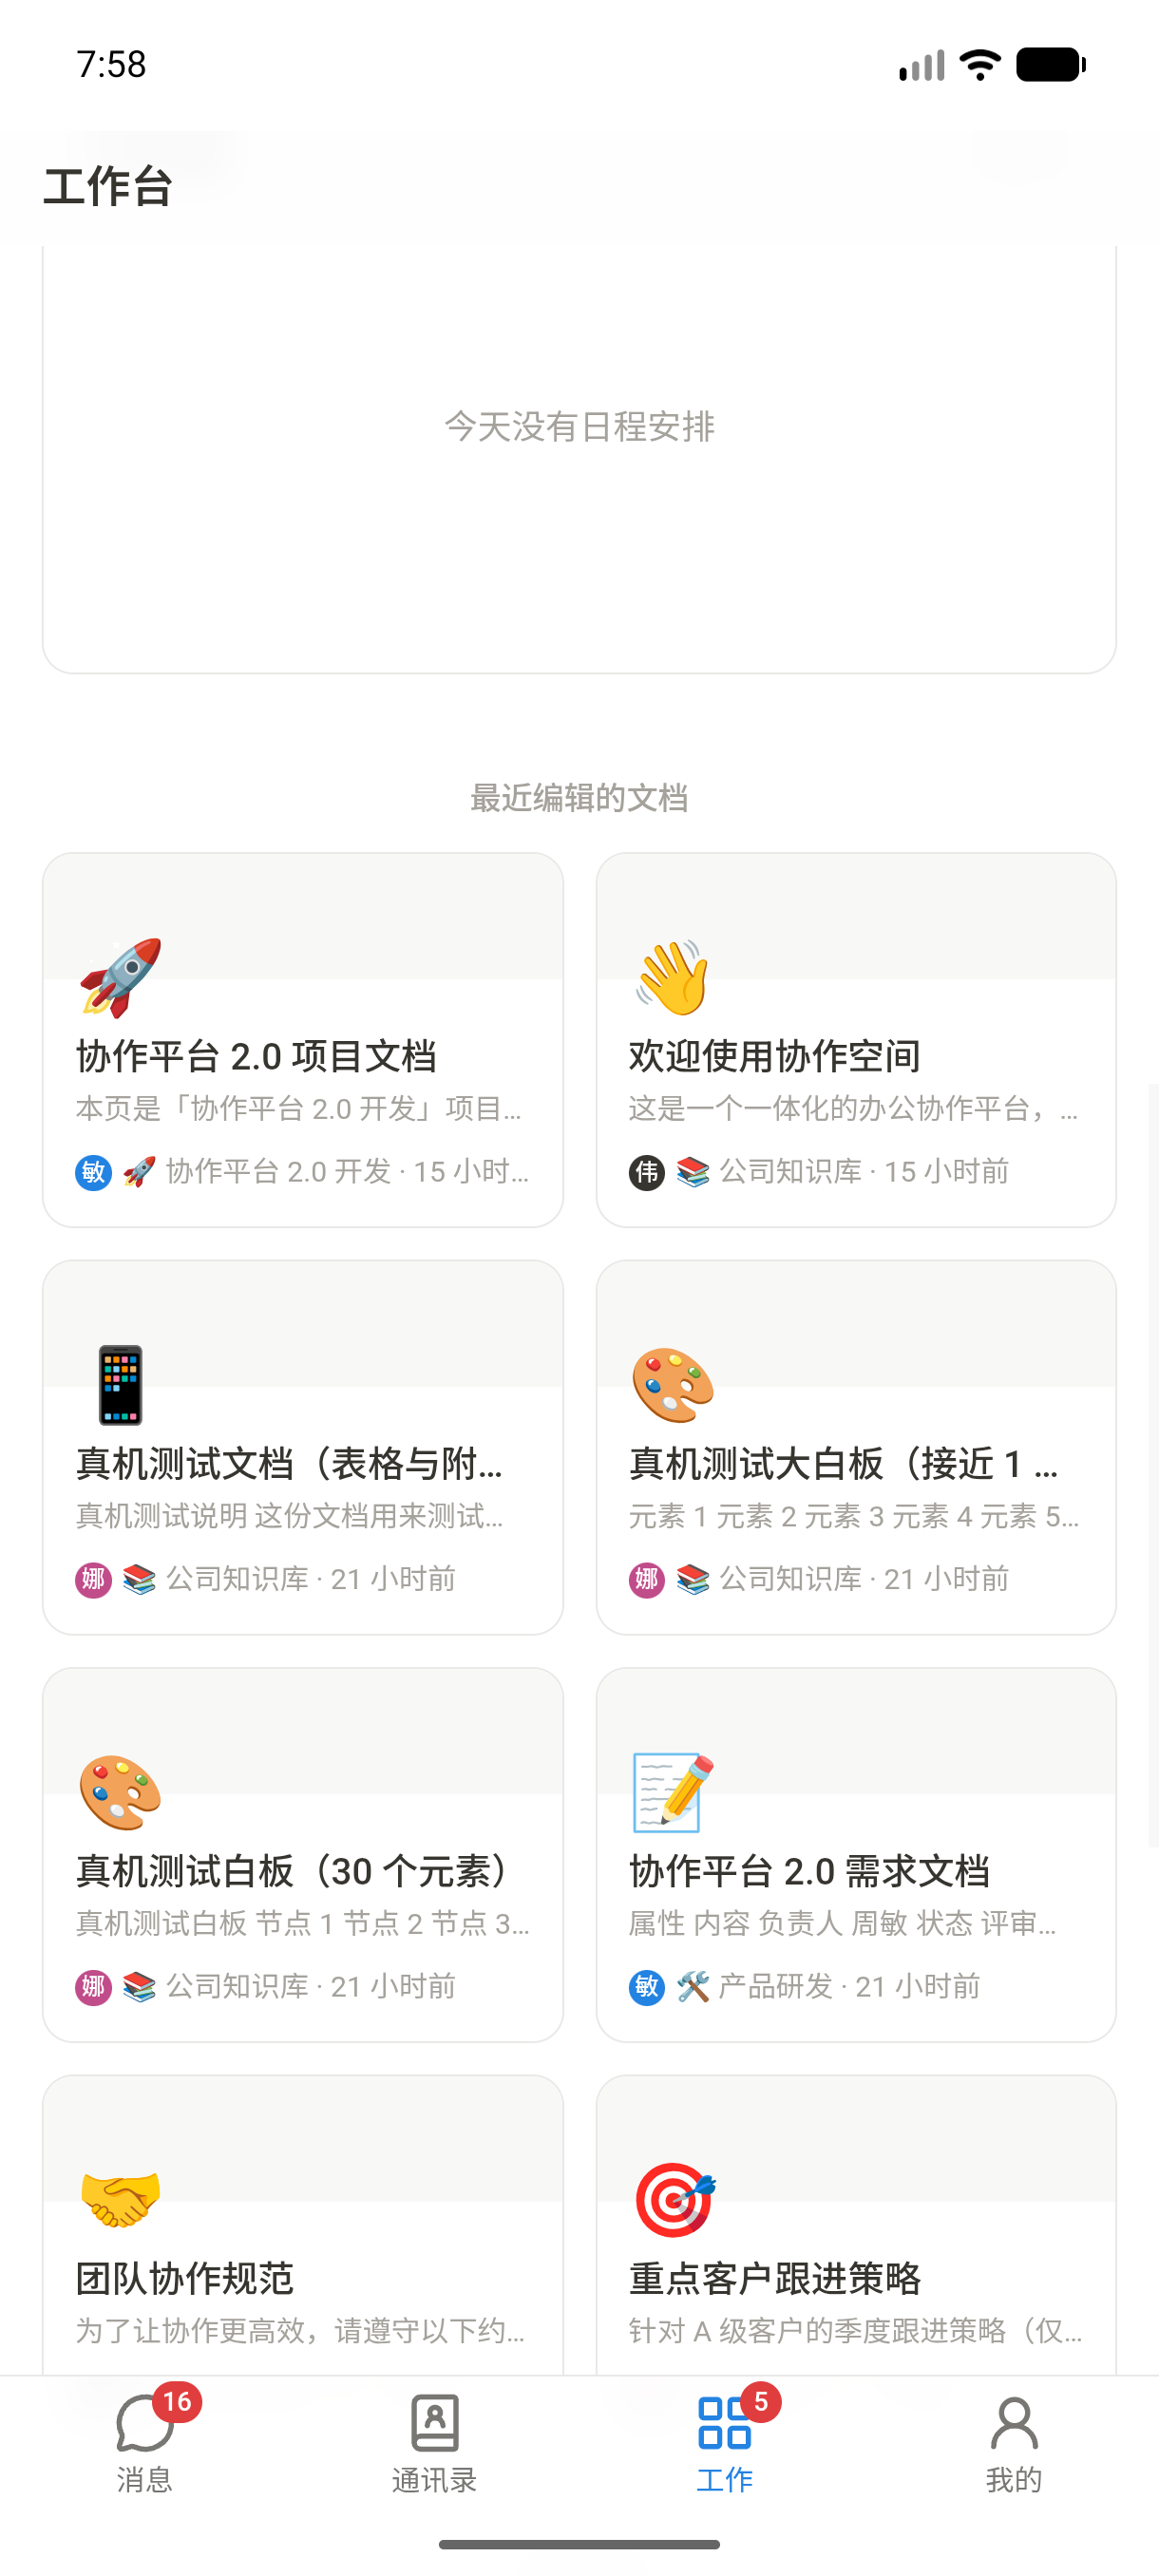 7:58
工作台
今天没有日程安排
最近编辑的文档
协作平台 2.0 项目文档
本页是「协作平台 2.0 开发」项目...
敏 协作平台 2.0 开发 · 15 小时...
欢迎使用协作空间
这是一个一体化的办公协作平台，...
伟 公司知识库 · 15 小时前
真机测试文档（表格与附...
真机测试说明 这份文档用来测试...
娜 公司知识库 · 21 小时前
真机测试大白板（接近 1 ...
元素 1 元素 2 元素 3 元素 4 元素 5...
娜 公司知识库 · 21 小时前
真机测试白板（30 个元素）
真机测试白板 节点 1 节点 2 节点 3...
娜 公司知识库 · 21 小时前
协作平台 2.0 需求文档
属性 内容 负责人 周敏 状态 评审...
敏 产品研发 · 21 小时前
团队协作规范
为了让协作更高效，请遵守以下约...
重点客户跟进策略
针对 A 级客户的季度跟进策略（仅...
16
5
消息
通讯录
工作
我的